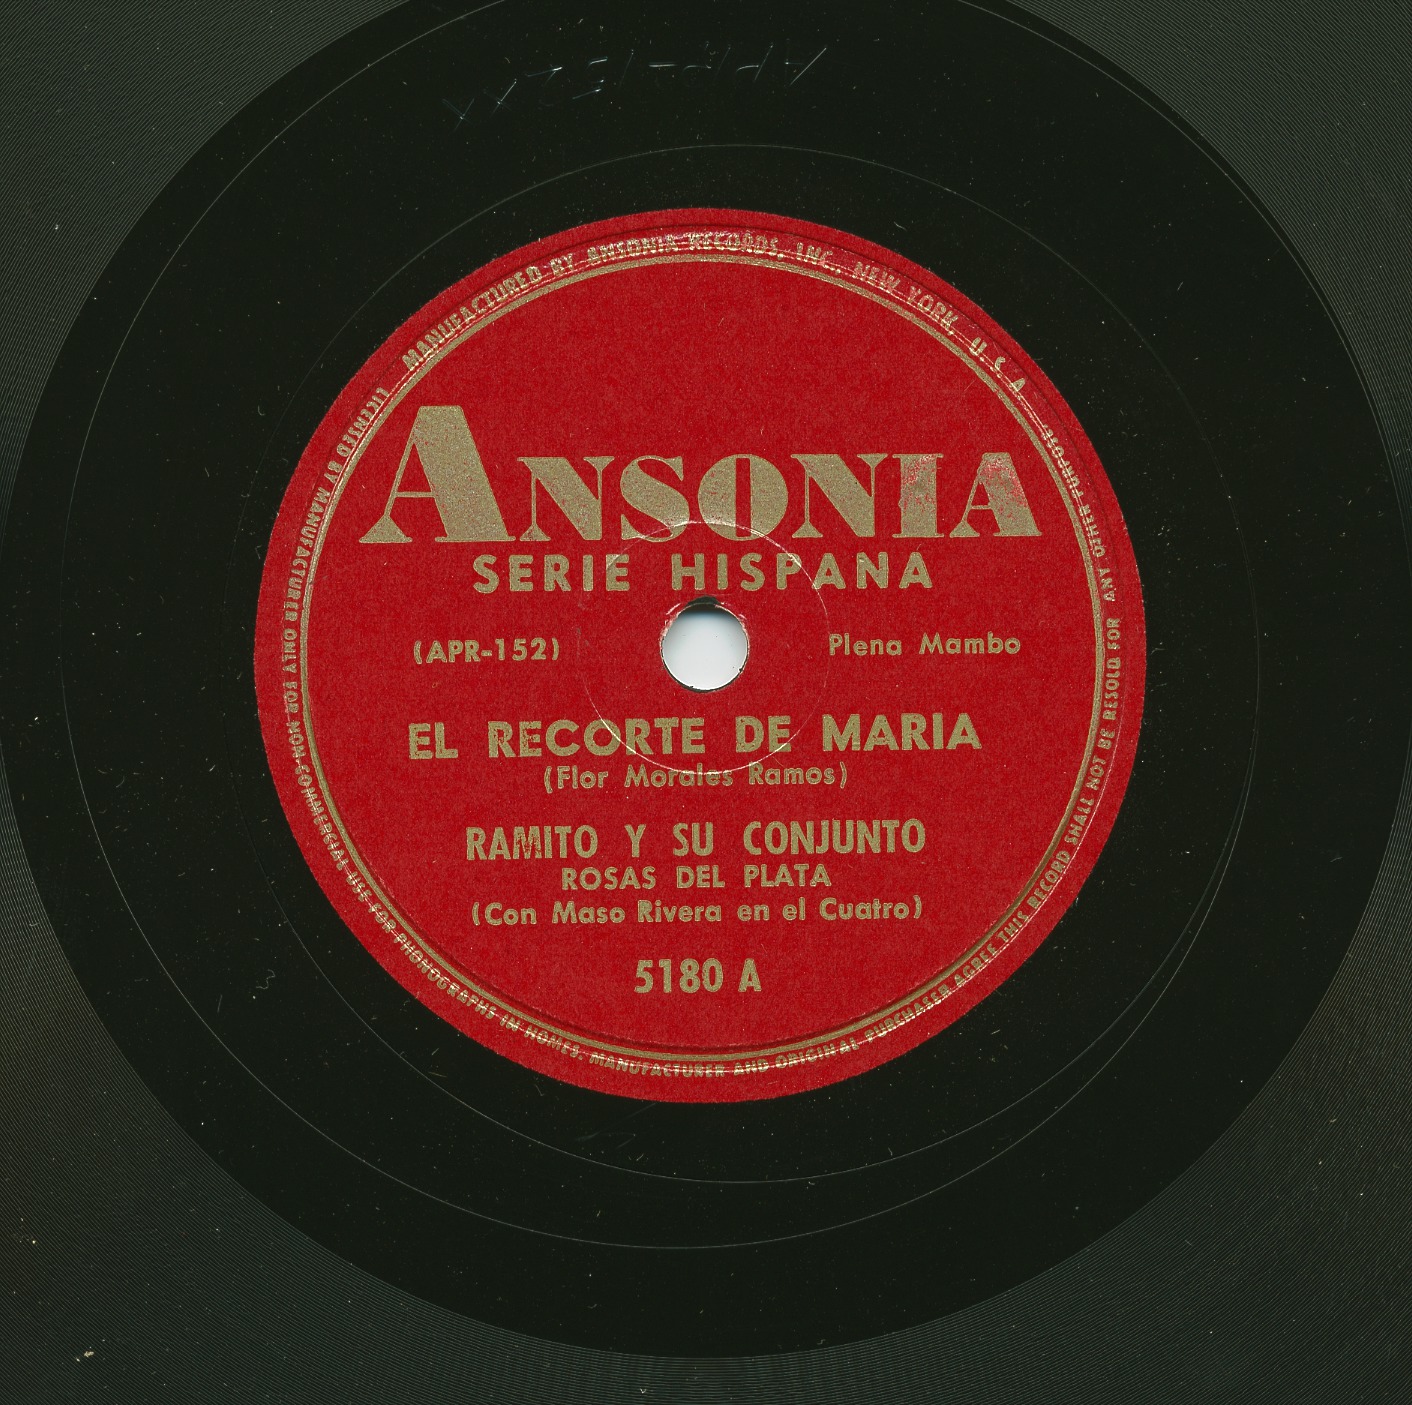 MANUFACTURED BY ANSONIA RECORDS, INC., NEW YORK, U. S. A.
ANSONIA
SERIE HISPANA
(APR-152)
Plena Mambo
EL RECORTE DE MARIA
(Flor Morales Ramos)
RAMITO Y SU CONJUNTO
ROSAS DEL PLATA
(Con Maso Rivera en el Cuatro)
5180 A
LICENSED BY MANUFACTURER ONLY FOR NON-COMMERCIAL USE FOR PHONOGRAPHS IN HOMES. MANUFACTURER AND ORIGINAL PURCHASER AGREE THIS RECORD SHALL NOT BE RESOLD FOR ANY OTHER PURPOSE.